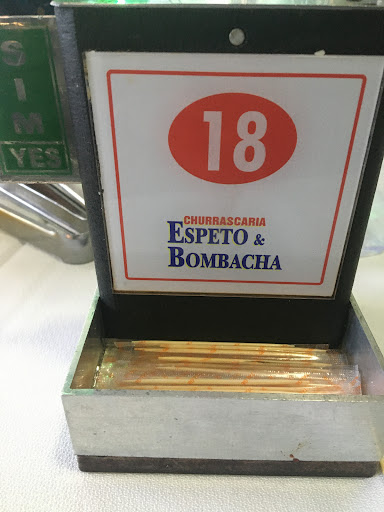 SIM
YES
18
CHURRASCARIA
ESPETO &
BOMBACHA